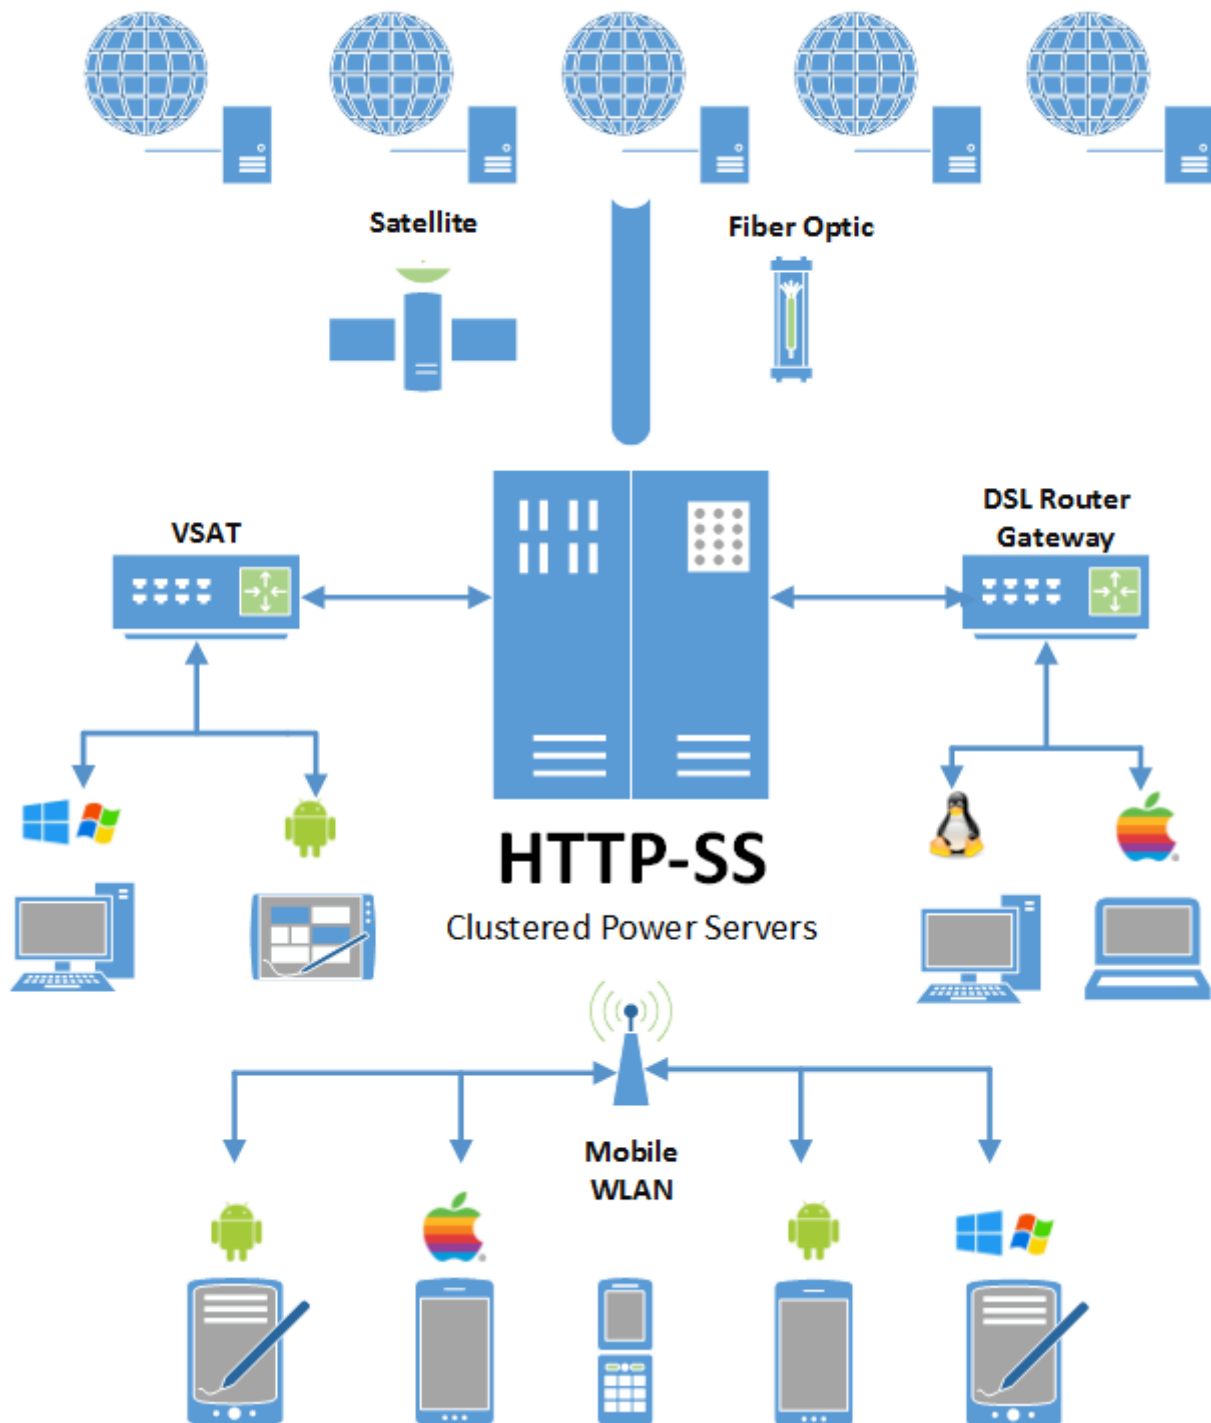 Satellite
Fiber Optic
VSAT
DSL Router
Gateway
HTTP-SS
Clustered Power Servers
Mobile
WLAN